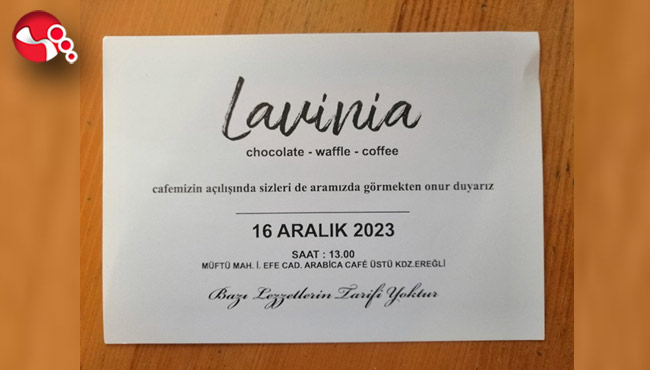 Lavinia
chocolate - waffle - coffee
cafemizin açılışında sizleri de aramızda görmekten onur duyarız
16 ARALIK 2023
SAAT : 13.00
MÜFTÜ MAH. İ. EFE CAD. ARABİCA CAFÉ ÜSTÜ KDZ.EREĞLİ
Bazı Lezzetlerin Tarifi Yoktur